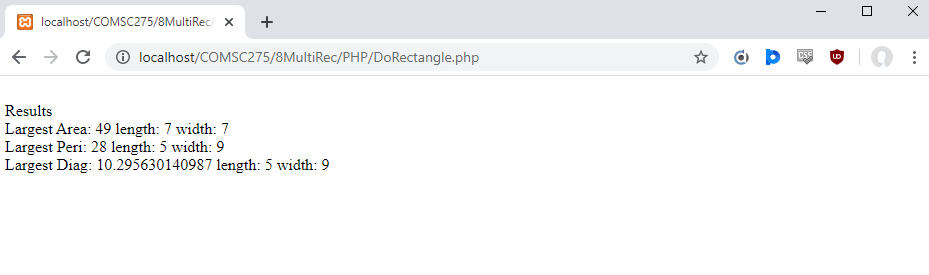 localhost/COMSC275/8MultiRec/
localhost/COMSC275/8MultiRec/PHP/DoRectangle.php
Results
Largest Area: 49 length: 7 width: 7
Largest Peri: 28 length: 5 width: 9
Largest Diag: 10.295630140987 length: 5 width: 9